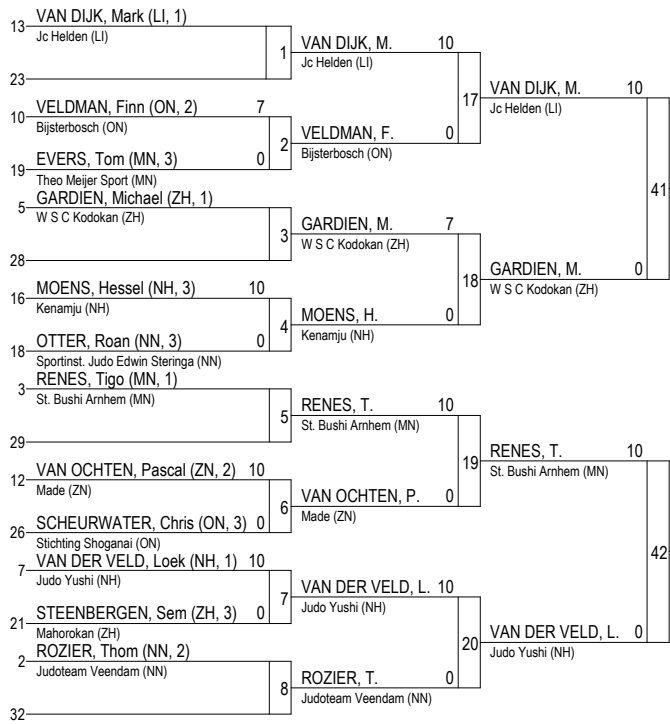 13 VAN DIJK, Mark (LI, 1)
Jc Helden (LI)
1 VAN DIJK, M. 10
Jc Helden (LI)
23
17 VAN DIJK, M. 10
Jc Helden (LI)
10 VELDMAN, Finn (ON, 2) 7
Bijsterbosch (ON)
2 VELDMAN, F. 0
Bijsterbosch (ON)
19 EVERS, Tom (MN, 3) 0
Theo Meijer Sport (MN)
41
5 GARDIEN, Michael (ZH, 1)
W S C Kodokan (ZH)
3 GARDIEN, M. 7
W S C Kodokan (ZH)
28
18 GARDIEN, M. 0
W S C Kodokan (ZH)
16 MOENS, Hessel (NH, 3) 10
Kenamju (NH)
4 MOENS, H. 0
Kenamju (NH)
18 OTTER, Roan (NN, 3) 0
Sportinst. Judo Edwin Steringa (NN)
3 RENES, Tigo (MN, 1)
St. Bushi Arnhem (MN)
5 RENES, T. 10
St. Bushi Arnhem (MN)
29
19 RENES, T. 10
St. Bushi Arnhem (MN)
12 VAN OCHTEN, Pascal (ZN, 2) 10
Made (ZN)
6 VAN OCHTEN, P. 0
Made (ZN)
26 SCHEURWATER, Chris (ON, 3) 0
Stichting Shoganai (ON)
42
7 VAN DER VELD, Loek (NH, 1) 10
Judo Yushi (NH)
7 VAN DER VELD, L. 10
Judo Yushi (NH)
21 STEENBERGEN, Sem (ZH, 3) 0
Mahorokan (ZH)
20 VAN DER VELD, L. 0
Judo Yushi (NH)
2 ROZIER, Thom (NN, 2)
Judoteam Veendam (NN)
8 ROZIER, T. 0
Judoteam Veendam (NN)
32